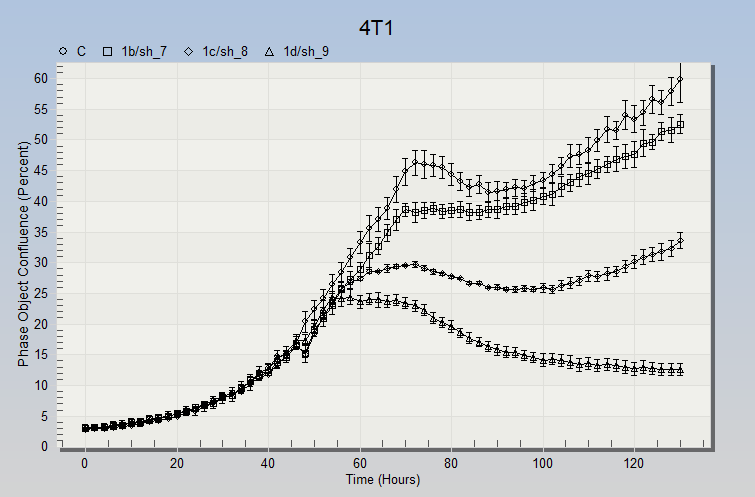 4T1
C 1b/sh_7 1c/sh_8 1d/sh_9
Phase Object Confluence (Percent)
60
55
50
45
40
35
30
25
20
15
10
5
0
0 20 40 60 80 100 120
Time (Hours)